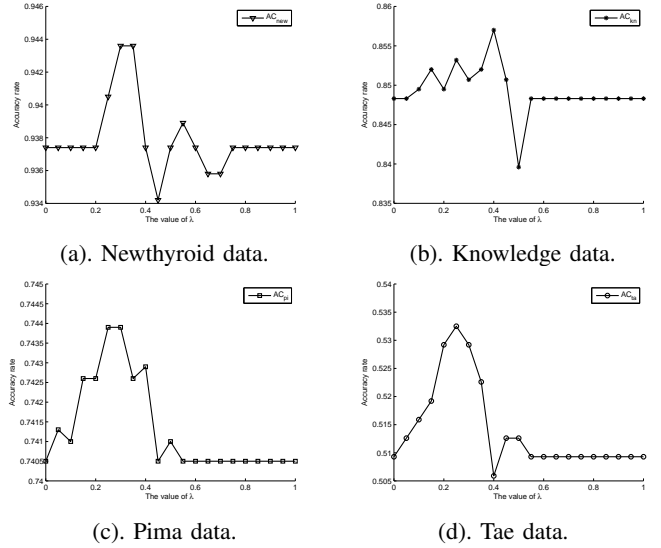 0.946
0.944
0.942
0.94
0.938
0.936
0.934
Accuracy rate
AC_new
0 0.2 0.4 0.6 0.8 1
The value of λ
(a). Newthyroid data.
0.86
0.855
0.85
0.845
0.84
0.835
Accuracy rate
AC_kn
0 0.2 0.4 0.6 0.8 1
The value of λ
(b). Knowledge data.
0.745
0.7445
0.744
0.7435
0.743
0.7425
0.742
0.7415
0.741
0.7405
0.74
Accuracy rate
AC_pi
0 0.2 0.4 0.6 0.8 1
The value of λ
(c). Pima data.
0.54
0.535
0.53
0.525
0.52
0.515
0.51
0.505
Accuracy rate
AC_ta
0 0.2 0.4 0.6 0.8 1
The value of λ
(d). Tae data.